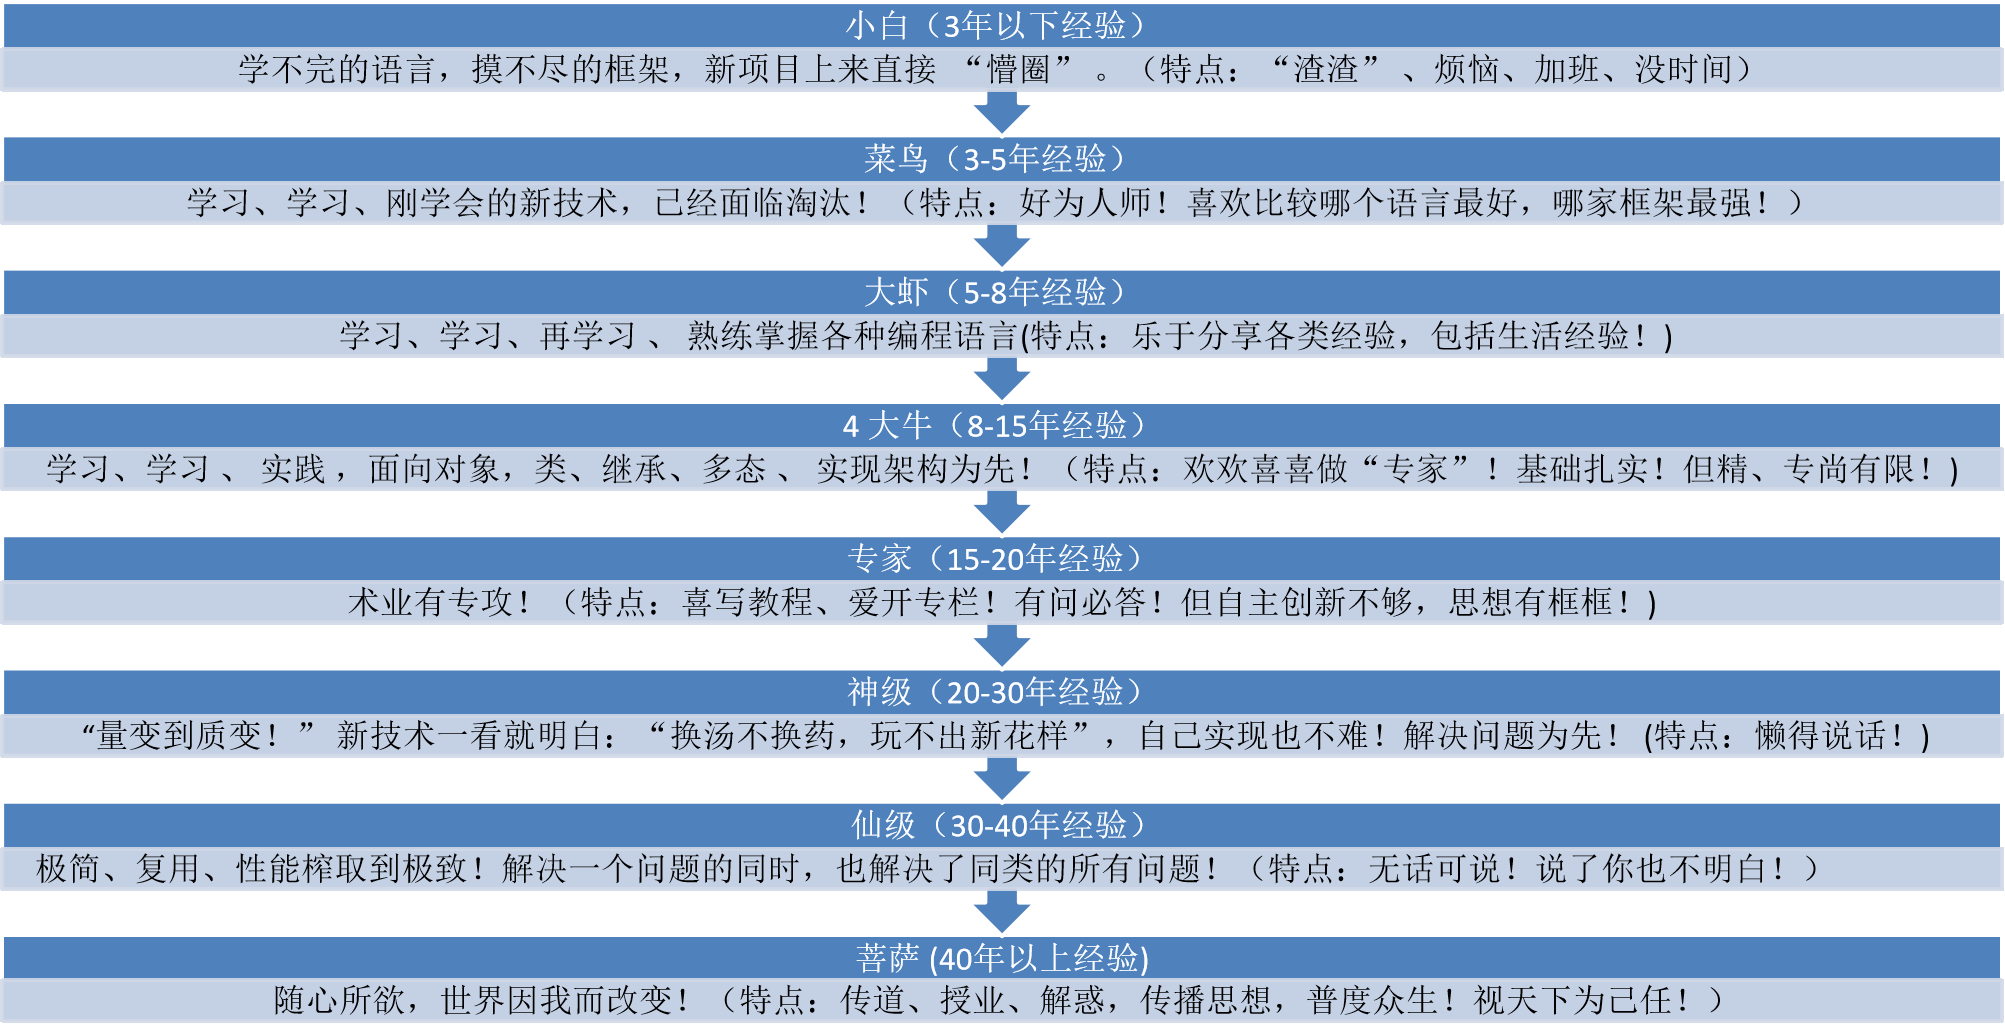 小白（3年以下经验）
学不完的语言，摸不尽的框架，新项目上来直接 “懵圈” 。（特点：“渣渣” 、烦恼、加班、没时间）
菜鸟（3-5年经验）
学习、学习、刚学会的新技术，已经面临淘汰！（特点：好为人师！喜欢比较哪个语言最好，哪家框架最强！）
大虾（5-8年经验）
学习、学习、再学习 、 熟练掌握各种编程语言(特点：乐于分享各类经验，包括生活经验！)
4 大牛（8-15年经验）
学习、学习 、 实践 ，面向对象，类、继承、多态 、 实现架构为先！（特点：欢欢喜喜做“专家”！基础扎实！但精、专尚有限！)
专家（15-20年经验）
术业有专攻！（特点：喜写教程、爱开专栏！有问必答！但自主创新不够，思想有框框！)
神级（20-30年经验）
“量变到质变！” 新技术一看就明白：“换汤不换药，玩不出新花样”，自己实现也不难！解决问题为先！ (特点：懒得说话！)
仙级（30-40年经验）
极简、复用、性能榨取到极致！解决一个问题的同时，也解决了同类的所有问题！（特点：无话可说！说了你也不明白！）
菩萨 (40年以上经验)
随心所欲，世界因我而改变！（特点：传道、授业、解惑，传播思想，普度众生！视天下为己任！）